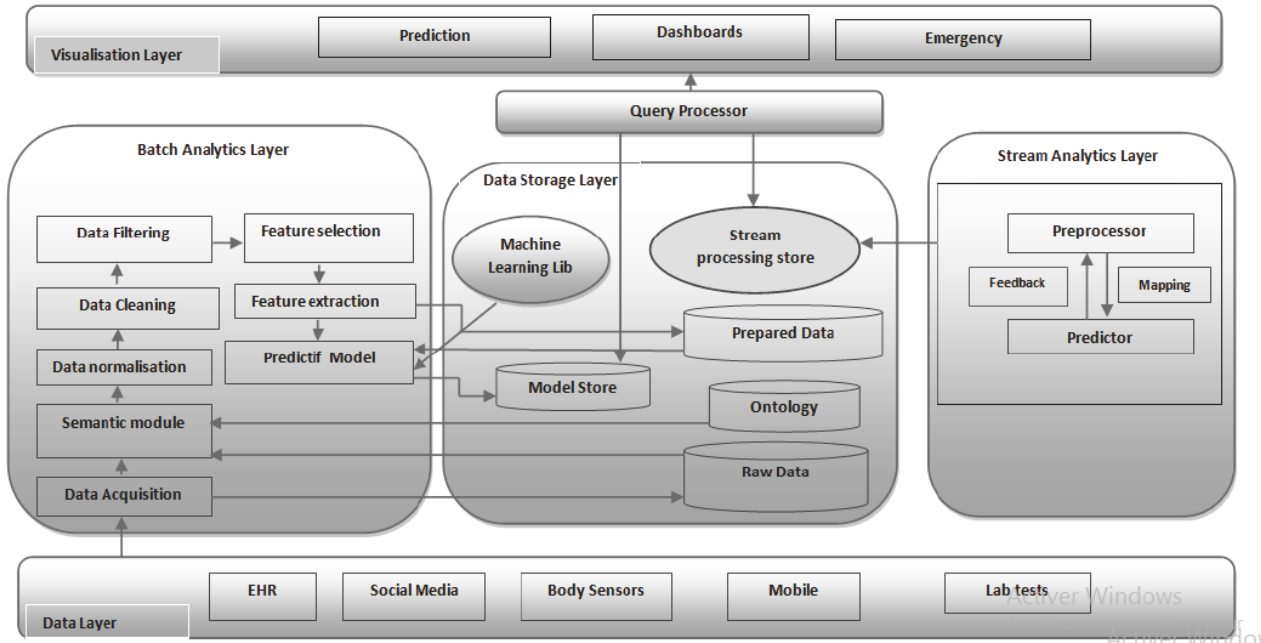 Prediction
Dashboards
Emergency
Visualisation Layer
Query Processor
Batch Analytics Layer
Data Storage Layer
Stream Analytics Layer
Data Filtering
Feature selection
Machine
Learning Lib
Stream
processing store
Preprocessor
Data Cleaning
Feature extraction
Feedback
Mapping
Prepared Data
Predictor
Data normalisation
Predictif Model
Model Store
Ontology
Semantic module
Raw Data
Data Acquisition
EHR
Social Media
Body Sensors
Mobile
Lab tests
Activer Windows
Data Layer